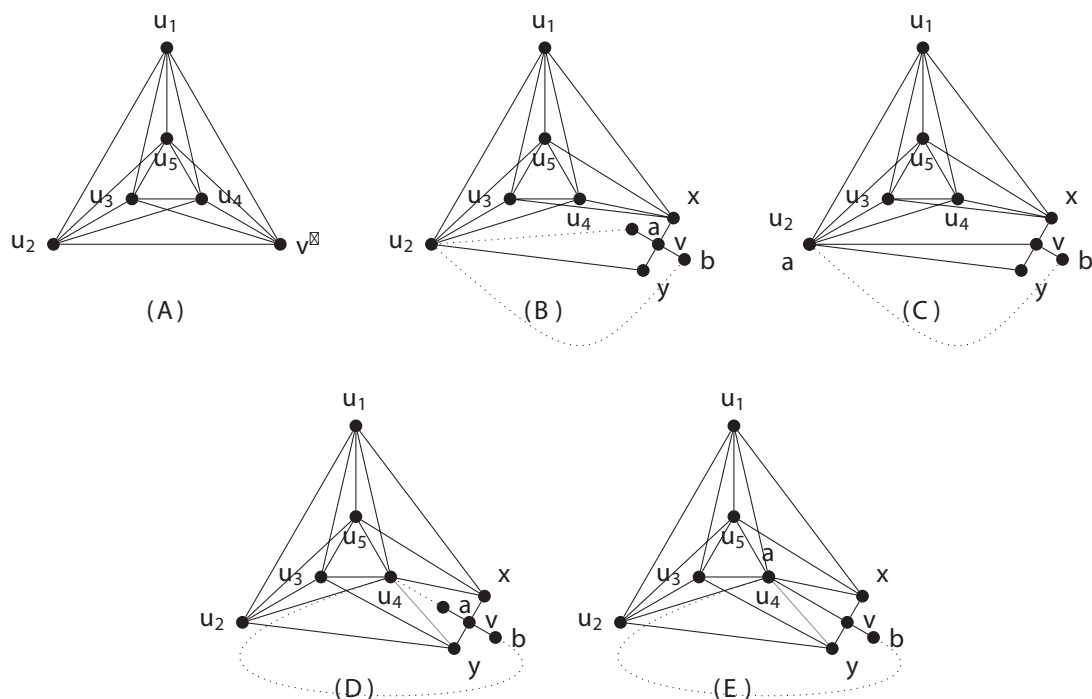 u1 u1 u1
u5 u5 u5
u3 u4 u3 u3
x x
u4 u4
u2 v u2 a v u2 v
b a b
y y
(A) (B) (C)
u1 u1
u5 u5
a
u3 u3
x x
u4 u4
u2 a v u2 v
b b
y y
(D) (E)